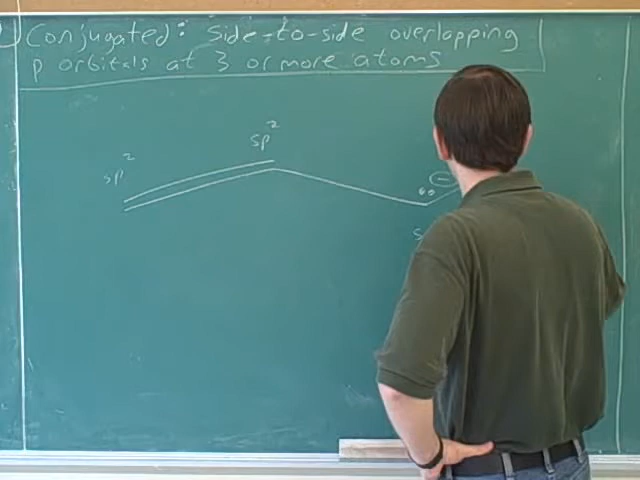 Conjugated: Side-to-side overlapping
p orbitals at 3 or more atoms
sp²
sp²
s